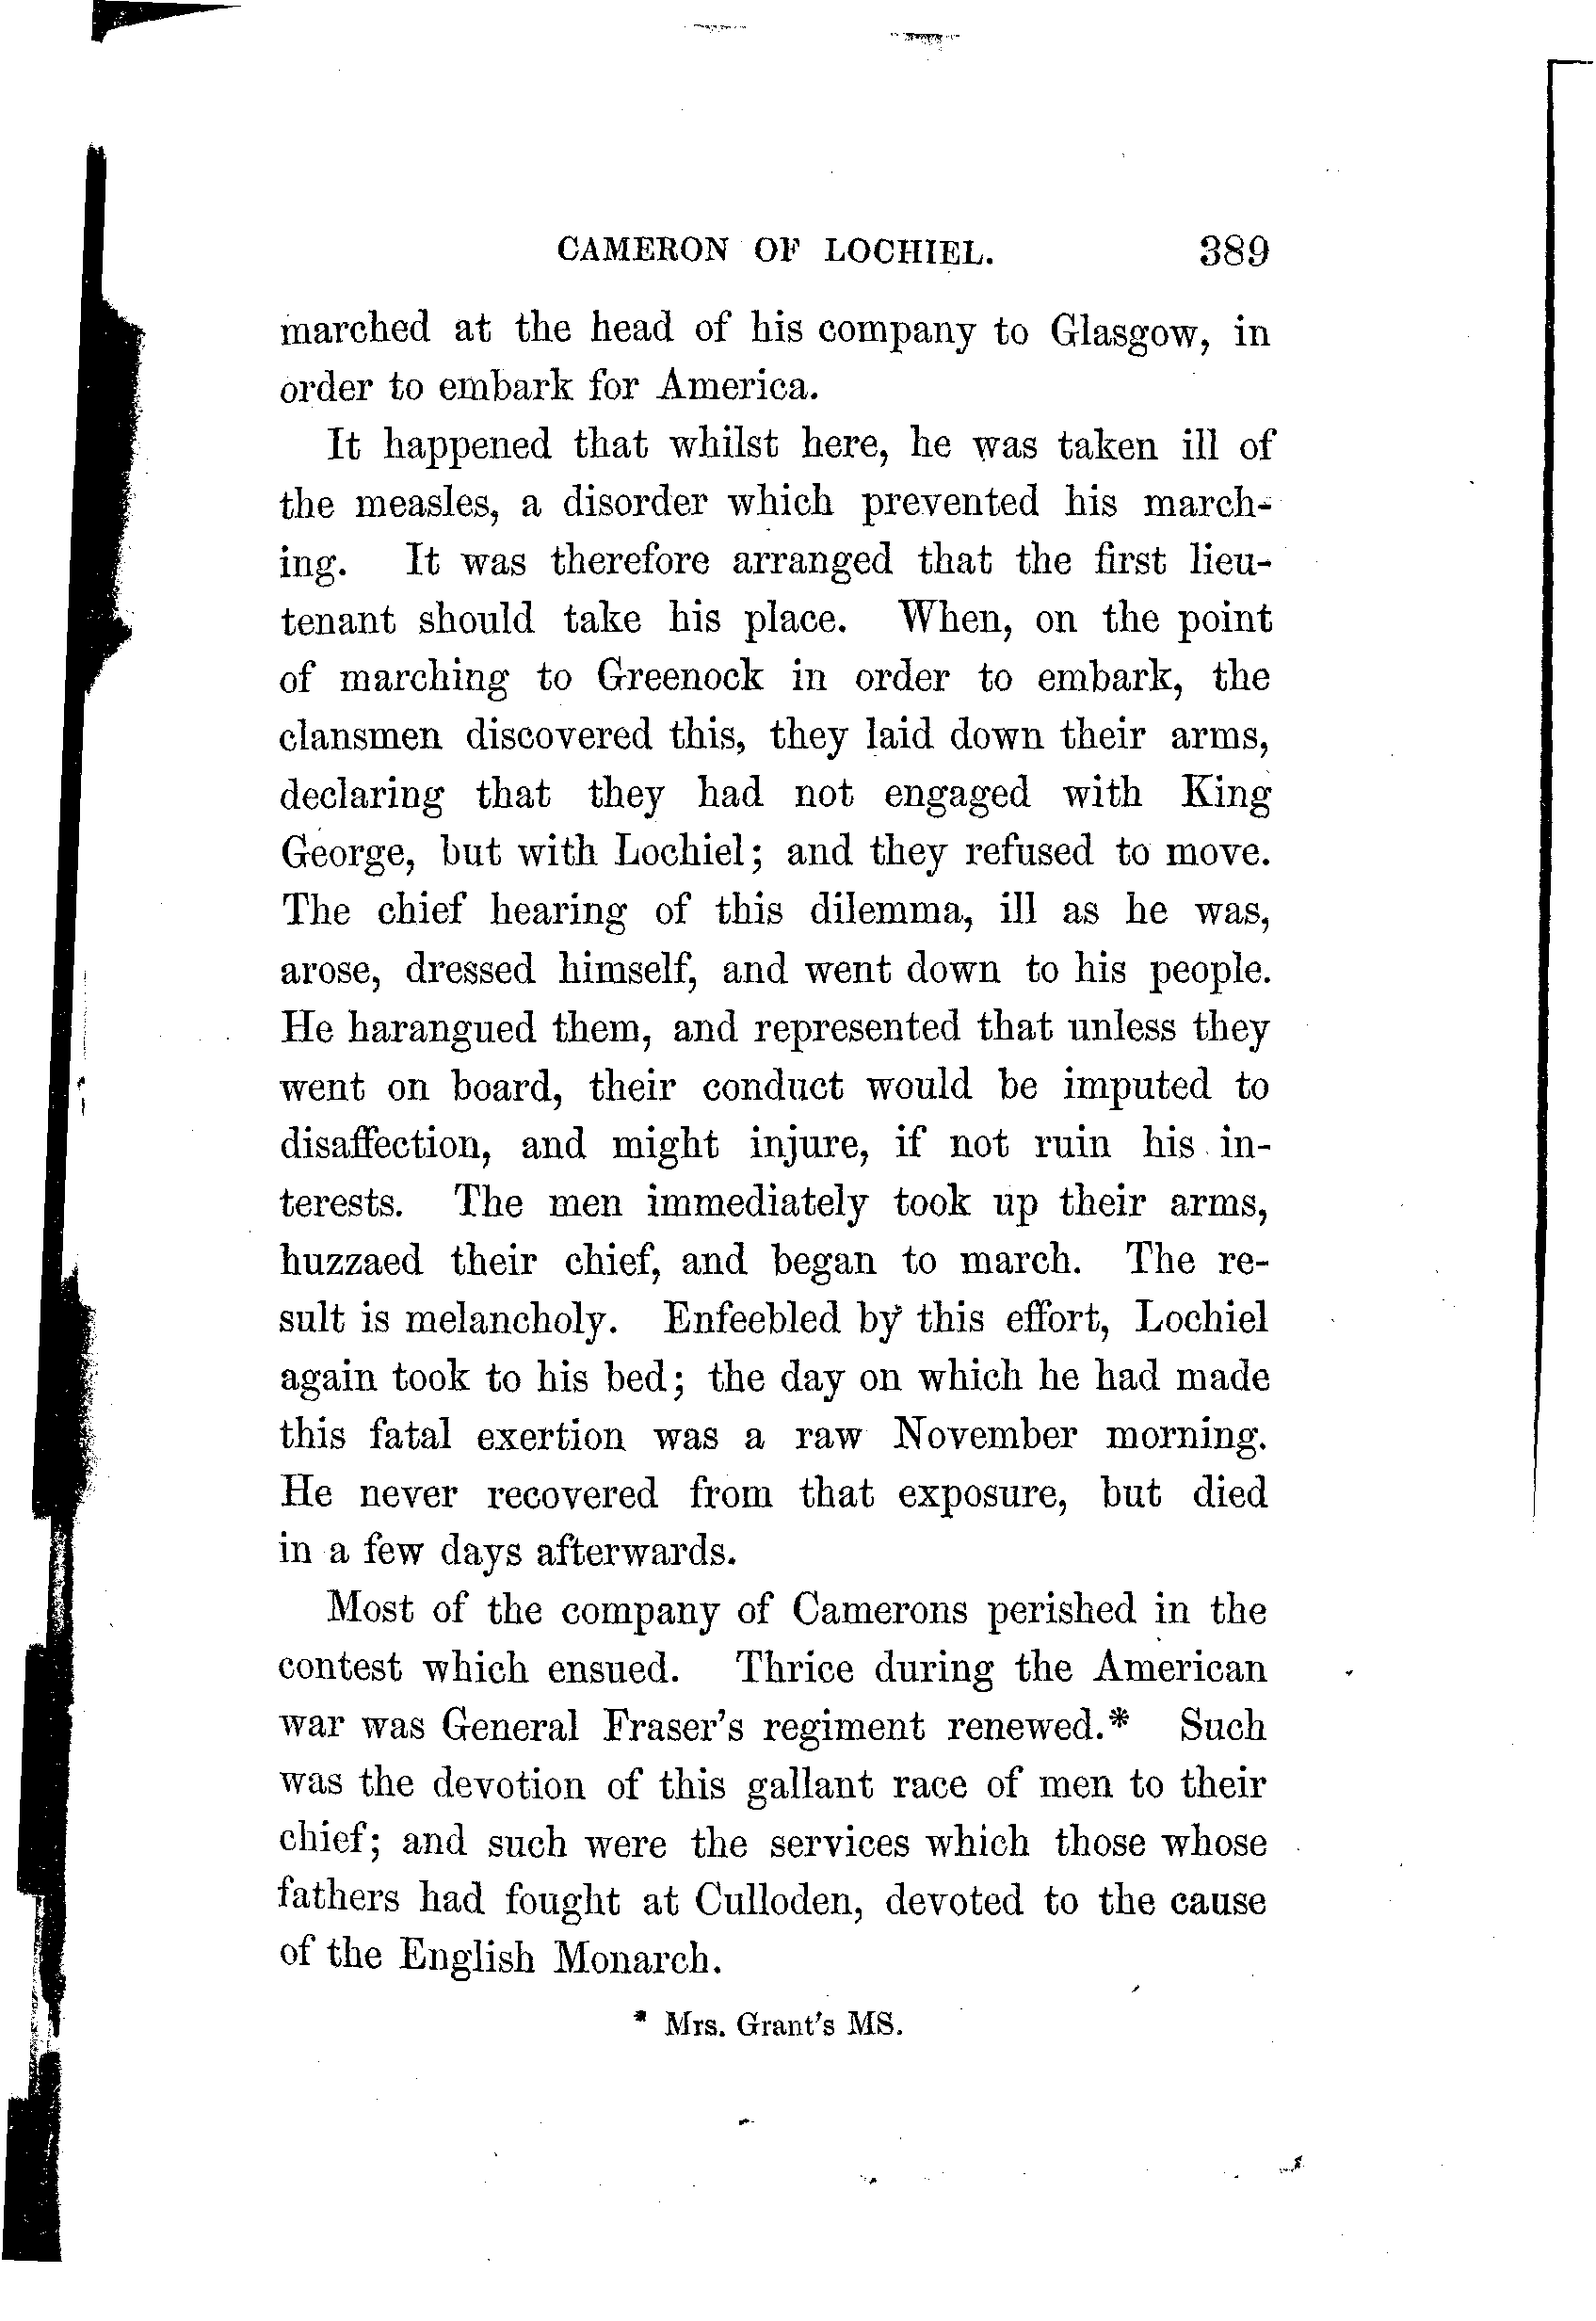 CAMERON OF LOCHIEL. 389
marched at the head of his company to Glasgow, in
order to embark for America.
It happened that whilst here, he was taken ill of
the measles, a disorder which prevented his march-
ing. It was therefore arranged that the first lieu-
tenant should take his place. When, on the point
of marching to Greenock in order to embark, the
clansmen discovered this, they laid down their arms,
declaring that they had not engaged with King
George, but with Lochiel; and they refused to move.
The chief hearing of this dilemma, ill as he was,
arose, dressed himself, and went down to his people.
He harangued them, and represented that unless they
went on board, their conduct would be imputed to
disaffection, and might injure, if not ruin his in-
terests. The men immediately took up their arms,
huzzaed their chief, and began to march. The re-
sult is melancholy. Enfeebled by this effort, Lochiel
again took to his bed; the day on which he had made
this fatal exertion was a raw November morning.
He never recovered from that exposure, but died
in a few days afterwards.
Most of the company of Camerons perished in the
contest which ensued. Thrice during the American
war was General Fraser's regiment renewed.* Such
was the devotion of this gallant race of men to their
chief; and such were the services which those whose
fathers had fought at Culloden, devoted to the cause
of the English Monarch.
* Mrs. Grant's MS.